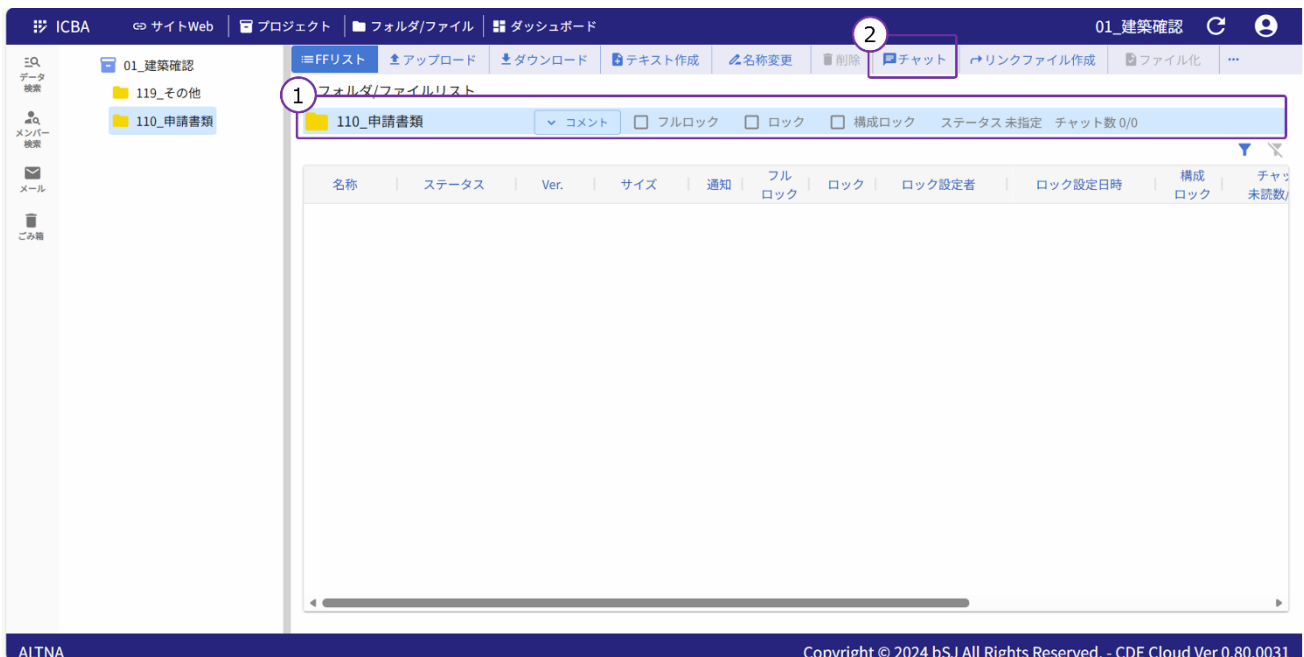 ICBA サイトWeb プロジェクト フォルダ/ファイル ダッシュボード 01_建築確認
2
データ
検索
メンバー
検索
メール
ごみ箱
01_建築確認
119_その他
110_申請書類
FFリスト アップロード ダウンロード テキスト作成 名称変更 削除 チャット リンクファイル作成 ファイル化 ...
フォルダ/ファイルリスト
1
110_申請書類 コメント フルロック ロック 構成ロック ステータス 未指定 チャット数 0/0
名称 ステータス Ver. サイズ 通知 フル
ロック ロック ロック設定者 ロック設定日時 構成
ロック チャッ
未読数/
ALTNA Copyright © 2024 bSJ All Rights Reserved. - CDE Cloud Ver 0.80.0031